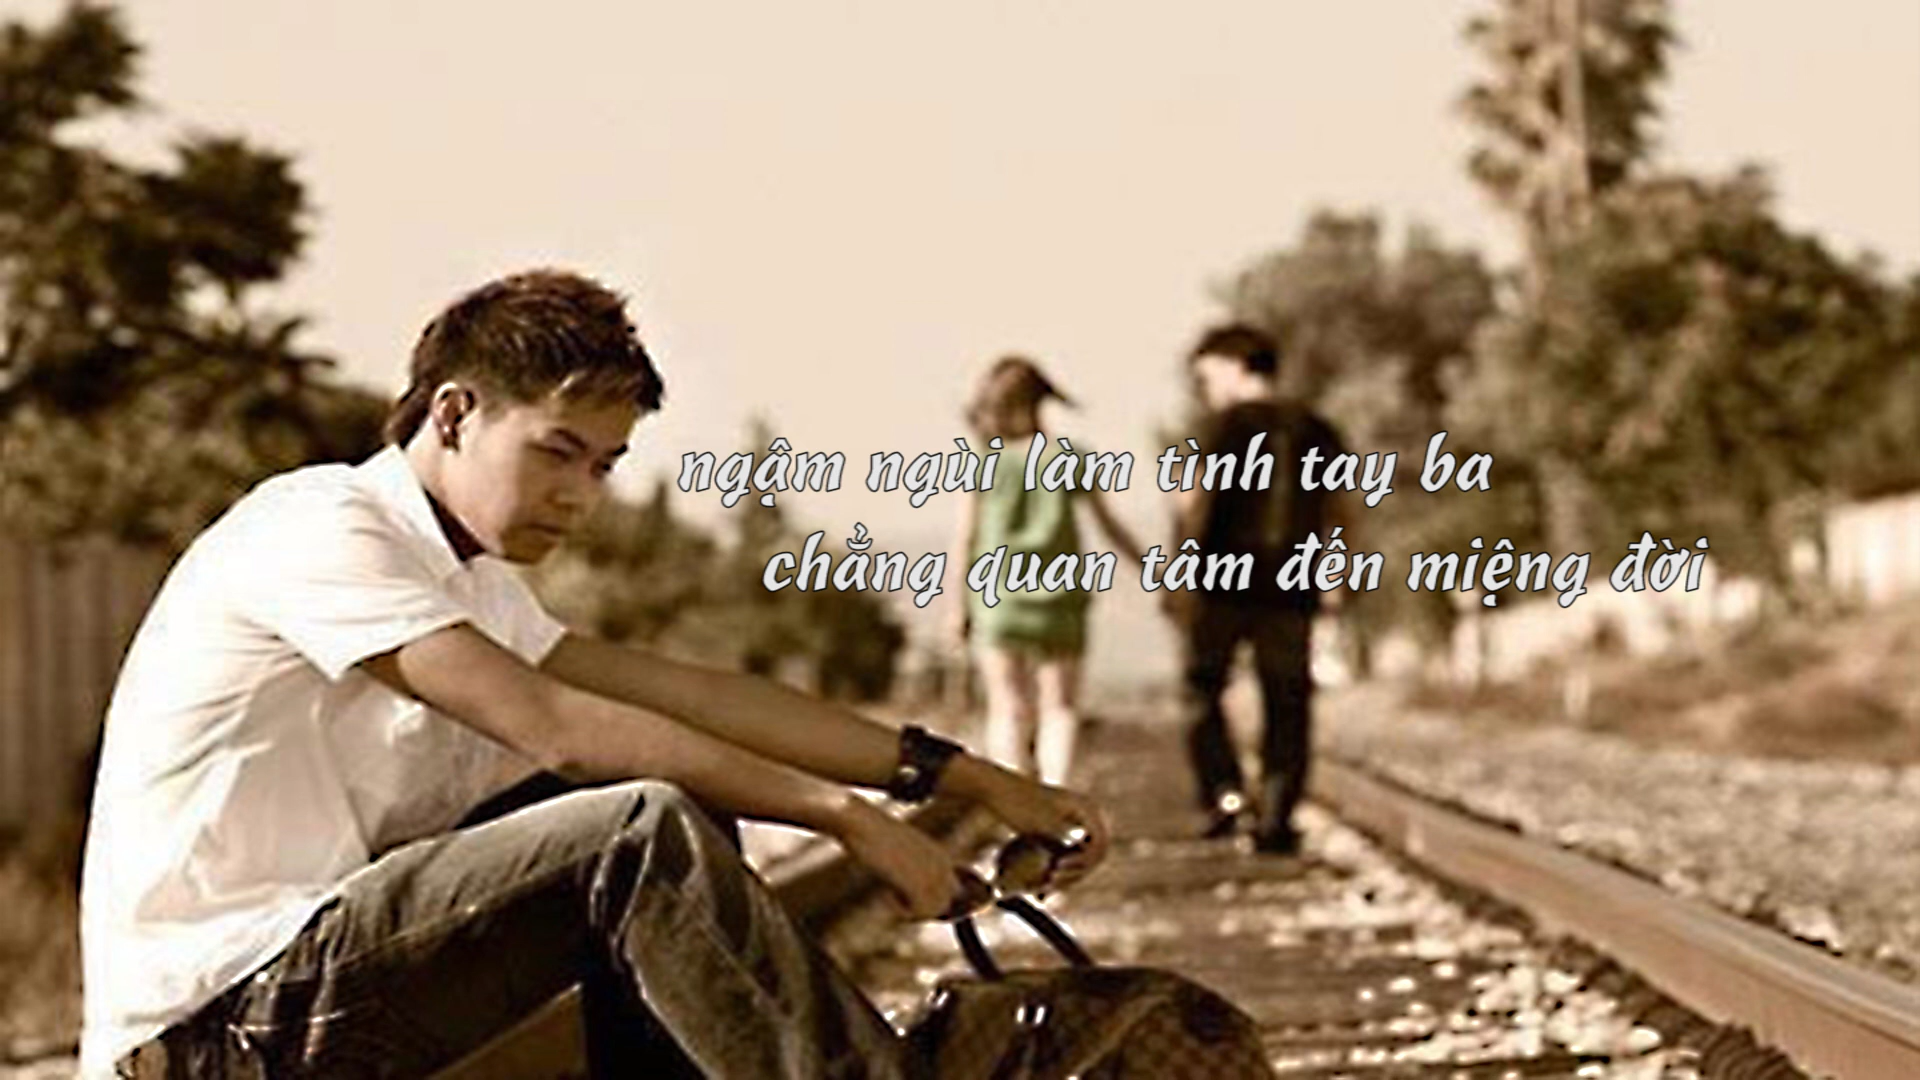 ngậm ngùi làm tình tay ba
chẳng quan tâm đến miệng đời